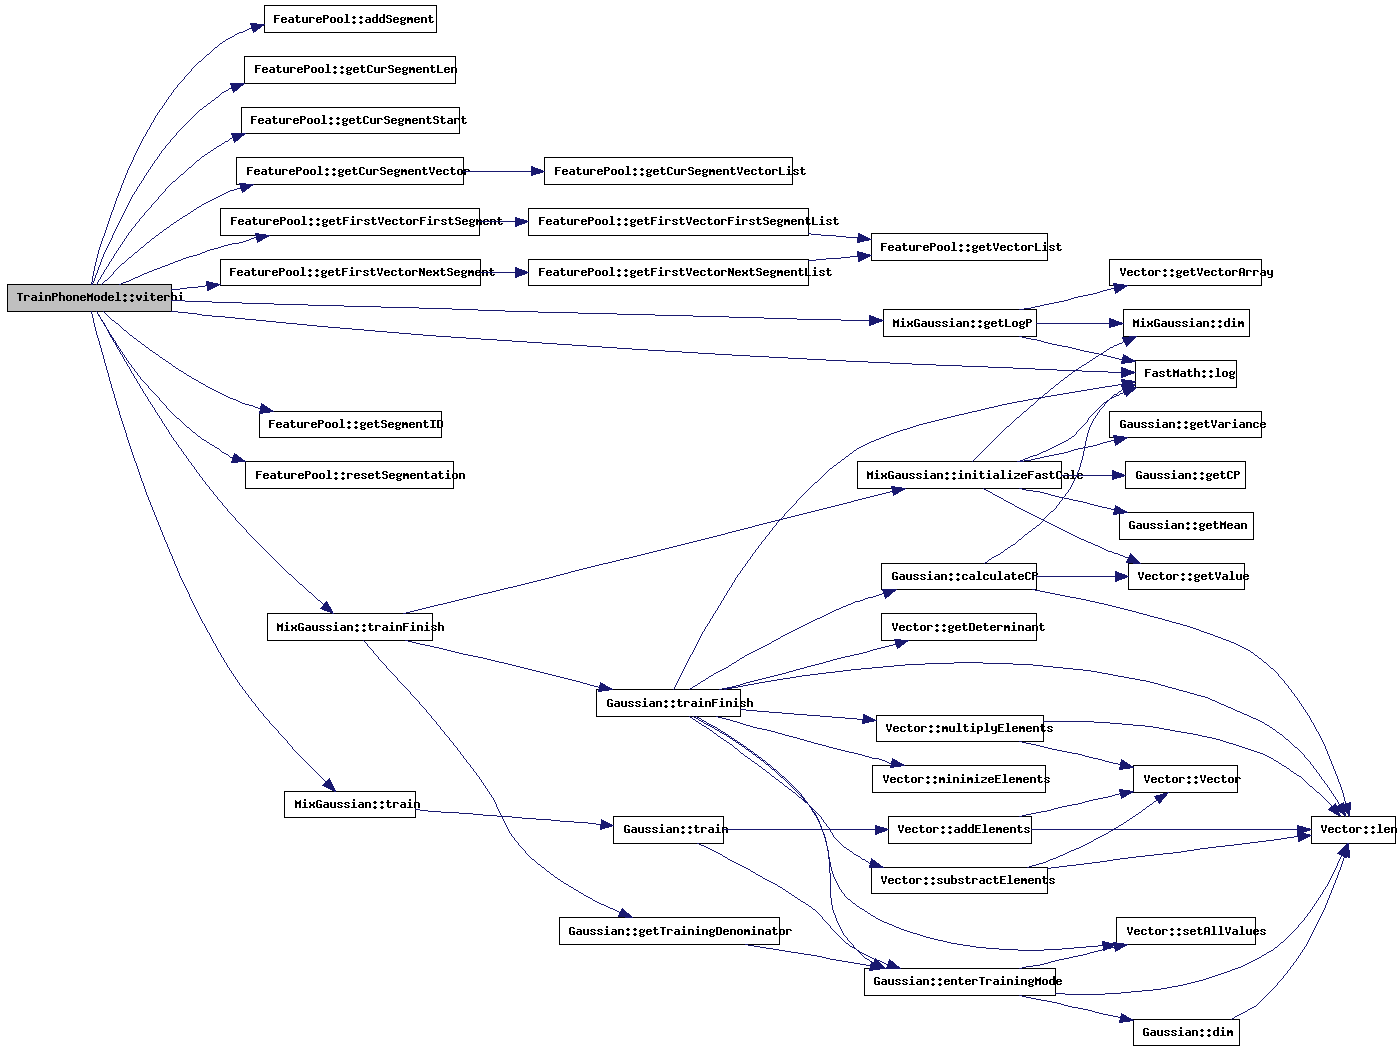 FeaturePool::addSegment
FeaturePool::getCurSegmentLen
FeaturePool::getCurSegmentStart
FeaturePool::getCurSegmentVector
FeaturePool::getCurSegmentVectorList
FeaturePool::getFirstVectorFirstSegment
FeaturePool::getFirstVectorFirstSegmentList
FeaturePool::getVectorList
FeaturePool::getFirstVectorNextSegment
FeaturePool::getFirstVectorNextSegmentList
Vector::getVectorArray
TrainPhoneModel::viterbi
MixGaussian::getLogP
MixGaussian::dim
FastMath::log
FeaturePool::getSegmentID
Gaussian::getVariance
FeaturePool::resetSegmentation
MixGaussian::initializeFastCalc
Gaussian::getCP
Gaussian::getMean
Gaussian::calculateCP
Vector::getValue
MixGaussian::trainFinish
Vector::getDeterminant
Gaussian::trainFinish
Vector::multiplyElements
Vector::minimizeElements
Vector::Vector
MixGaussian::train
Gaussian::train
Vector::addElements
Vector::len
Vector::substractElements
Gaussian::getTrainingDenominator
Vector::setAllValues
Gaussian::enterTrainingMode
Gaussian::dim